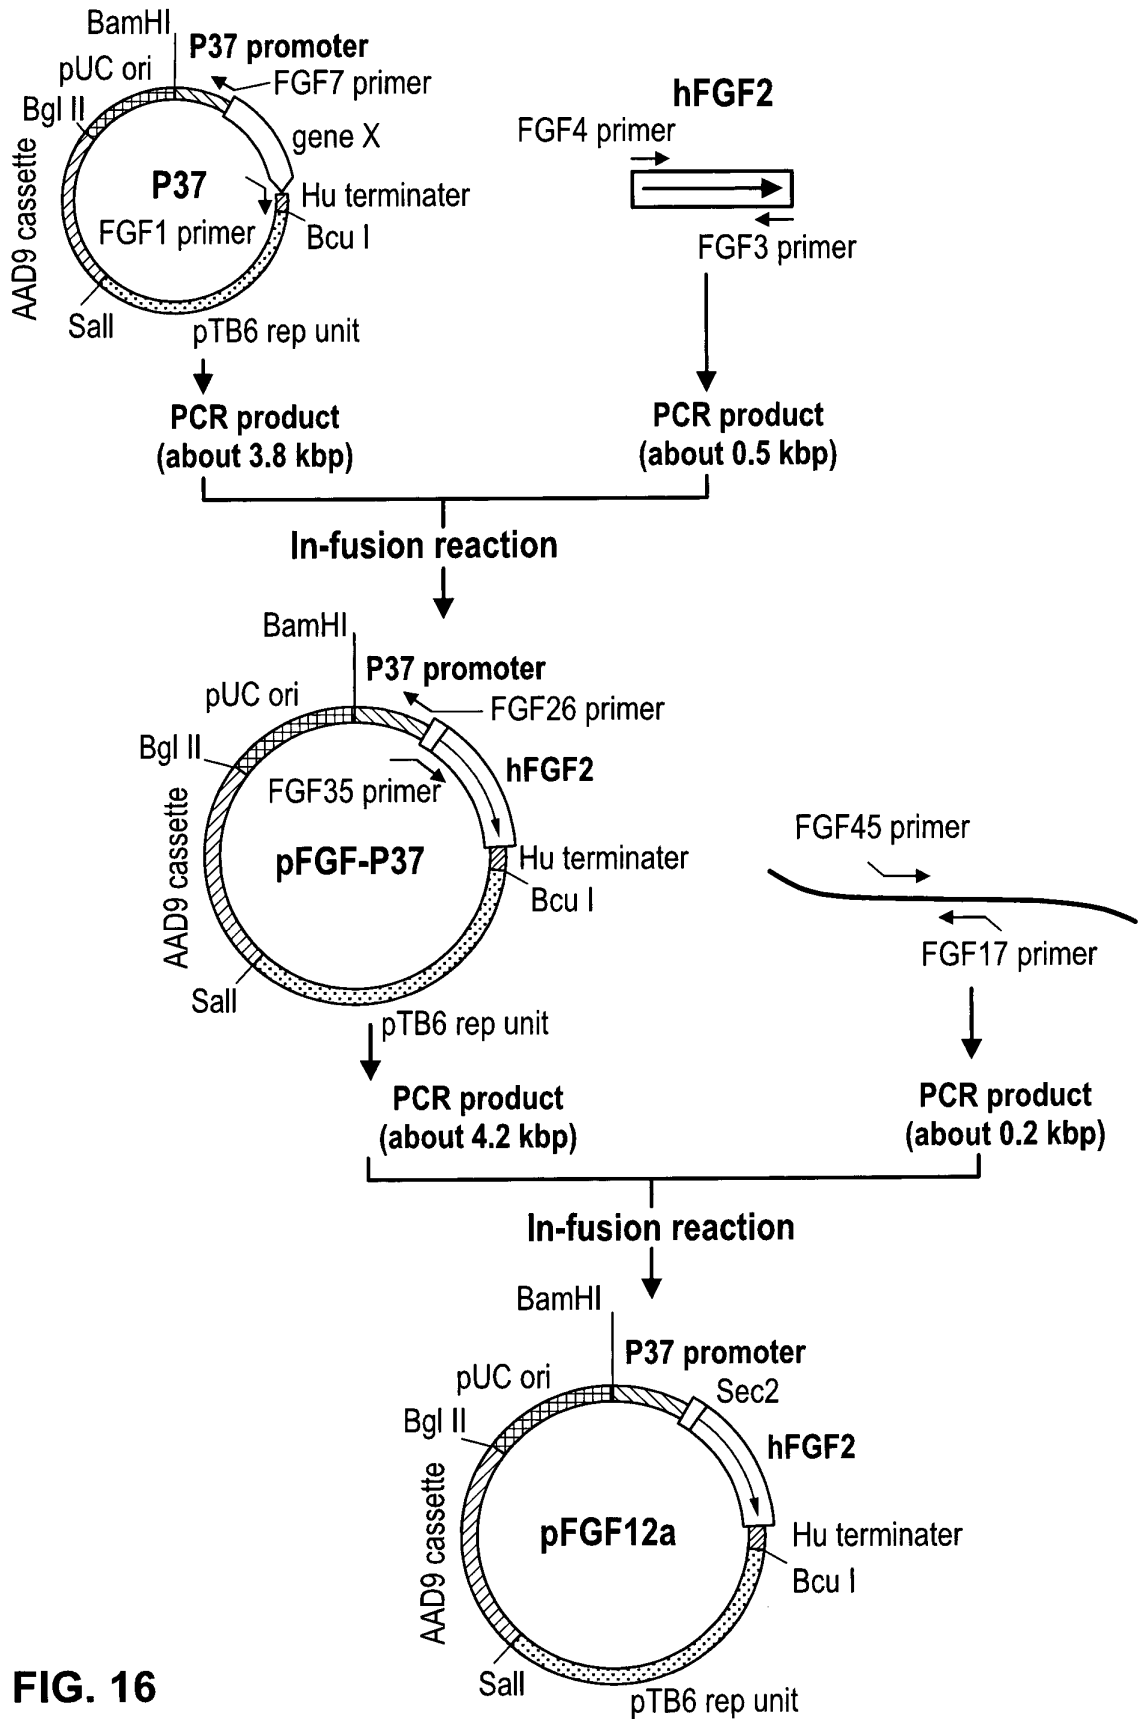 BamHI
P37 promoter
pUC ori
FGF7 primer
hFGF2
Bgl II
FGF4 primer
gene X
AAD9 cassette
P37
Hu terminater
FGF1 primer
Bcu I
FGF3 primer
SalI
pTB6 rep unit
PCR product
(about 3.8 kbp)
PCR product
(about 0.5 kbp)
In-fusion reaction
BamHI
P37 promoter
pUC ori
FGF26 primer
Bgl II
hFGF2
FGF35 primer
AAD9 cassette
FGF45 primer
pFGF-P37
Hu terminater
Bcu I
FGF17 primer
SalI
pTB6 rep unit
PCR product
(about 4.2 kbp)
PCR product
(about 0.2 kbp)
In-fusion reaction
BamHI
P37 promoter
pUC ori
Sec2
Bgl II
hFGF2
AAD9 cassette
pFGF12a
Hu terminater
Bcu I
SalI
pTB6 rep unit
FIG. 16